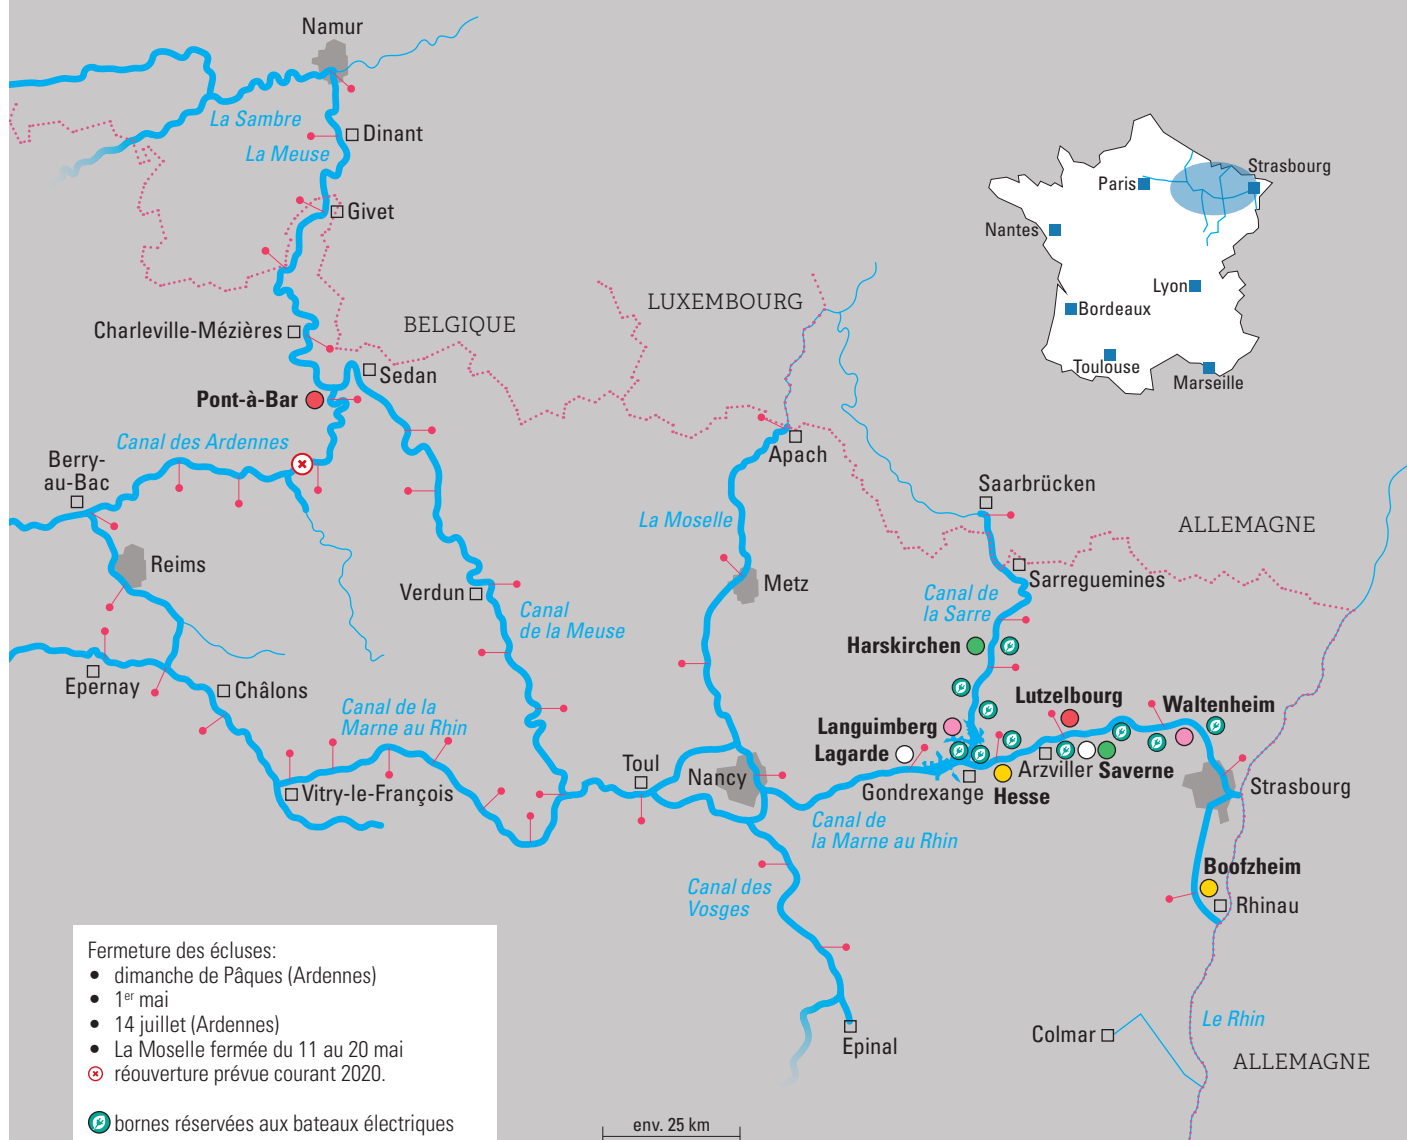 Namur
La Sambre
Dinant
La Meuse
Givet
Charleville-Mézières
BELGIQUE
LUXEMBOURG
Sedan
Pont-à-Bar
Canal des Ardennes
Berry-
au-Bac
Reims
Verdun
Canal
de la Meuse
Epernay
Châlons
Canal de la
Marne au Rhin
Vitry-le-François
Toul
Nancy
La Moselle
Metz
Apach
Saarbrücken
ALLEMAGNE
Sarreguemines
Canal de
la Sarre
Harskirchen
Languimberg
Lagarde
Lutzelbourg
Waltenheim
Gondrexange
Hesse
Arzviller
Saverne
Strasbourg
Canal de
la Marne au Rhin
Canal des
Vosges
Boofzheim
Rhinau
Epinal
Colmar
Le Rhin
ALLEMAGNE
Paris
Strasbourg
Nantes
Lyon
Bordeaux
Toulouse
Marseille
Fermeture des écluses:
• dimanche de Pâques (Ardennes)
• 1er mai
• 14 juillet (Ardennes)
• La Moselle fermée du 11 au 20 mai
réouverture prévue courant 2020.
bornes réservées aux bateaux électriques
env. 25 km